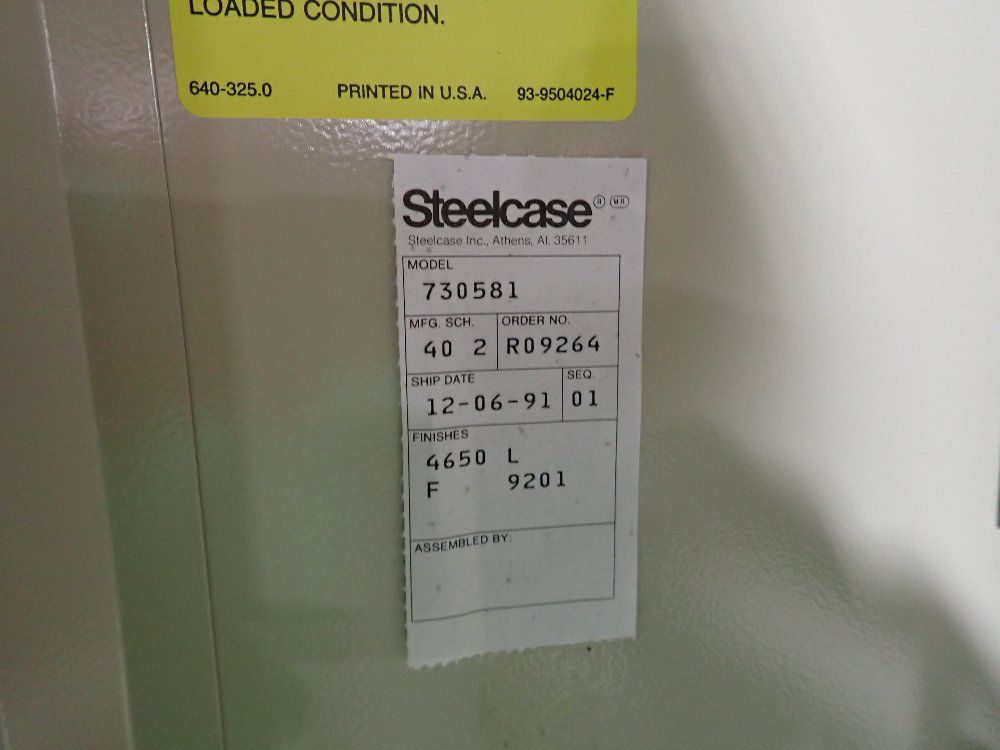 LOADED CONDITION.
640-325.0 PRINTED IN U.S.A. 93-9504024-F
Steelcase ® MR
Steelcase Inc., Athens, Al. 35611
MODEL
730581
MFG. SCH. ORDER NO.
40 2 R09264
SHIP DATE SEQ.
12-06-91 01
FINISHES
4650 L
F 9201
ASSEMBLED BY: